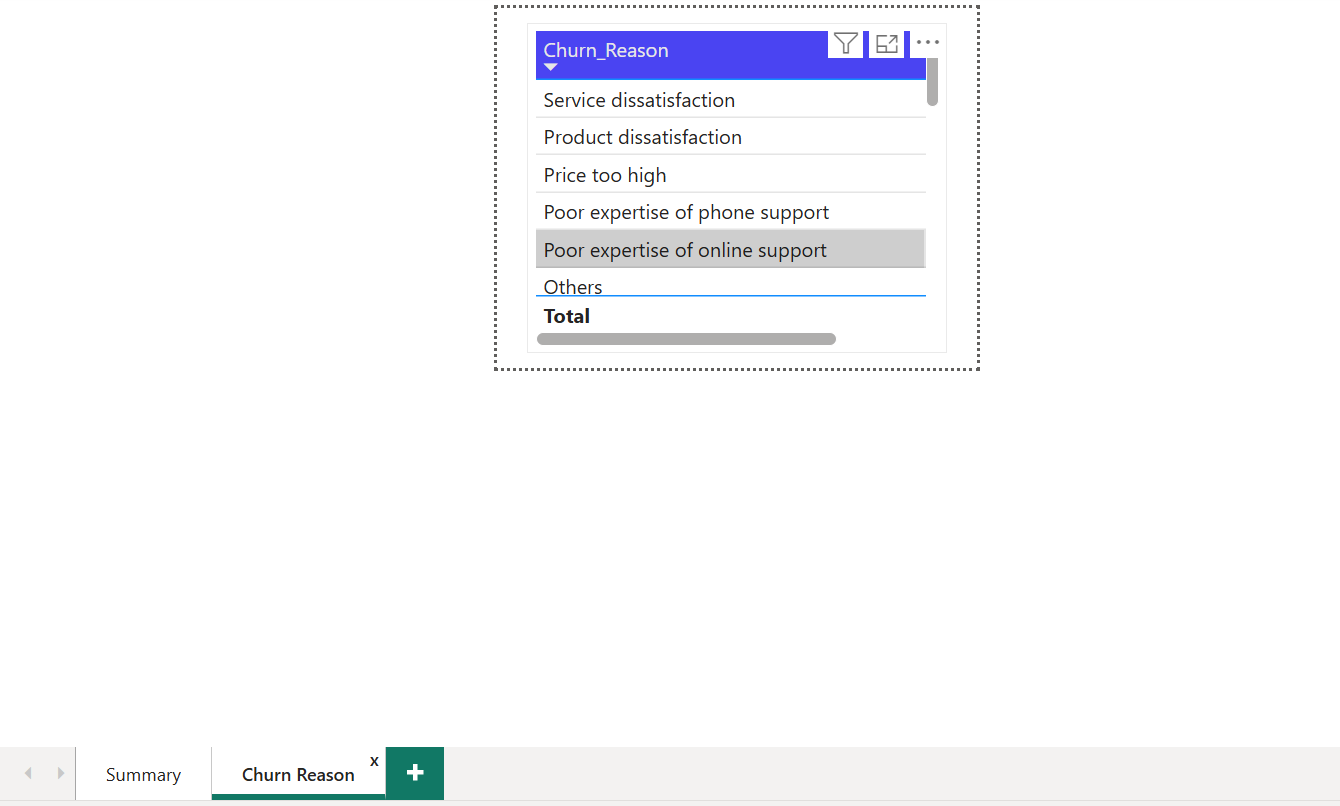 Churn_Reason
Service dissatisfaction
Product dissatisfaction
Price too high
Poor expertise of phone support
Poor expertise of online support
Others
Total
Summary
Churn Reason
x
+